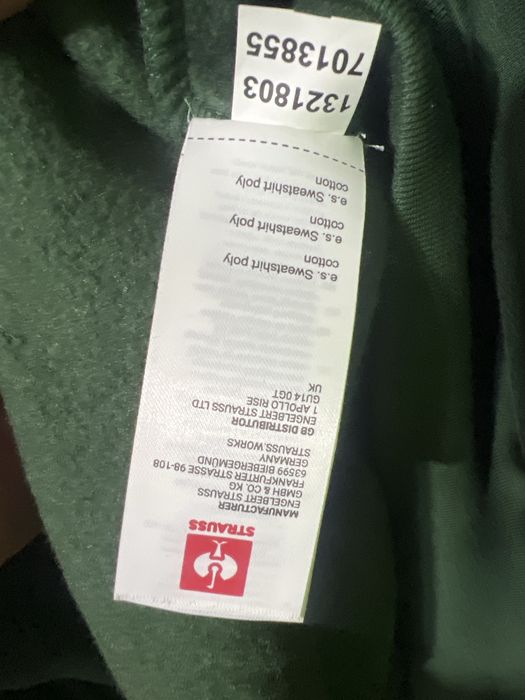 STRAUSS
MANUFACTURER
ENGELBERT STRAUSS
GMBH & CO. KG
FRANKFURTER STRASSE 98-108
63599 BIEBERGEMÜND
GERMANY
STRAUSS.WORKS
GB DISTRIBUTOR
ENGELBERT STRAUSS LTD
1 APOLLO RISE
GU14 0GT
UK
e.s. Sweatshirt poly
cotton
e.s. Sweatshirt poly
cotton
e.s. Sweatshirt poly
cotton
1321803
7013855